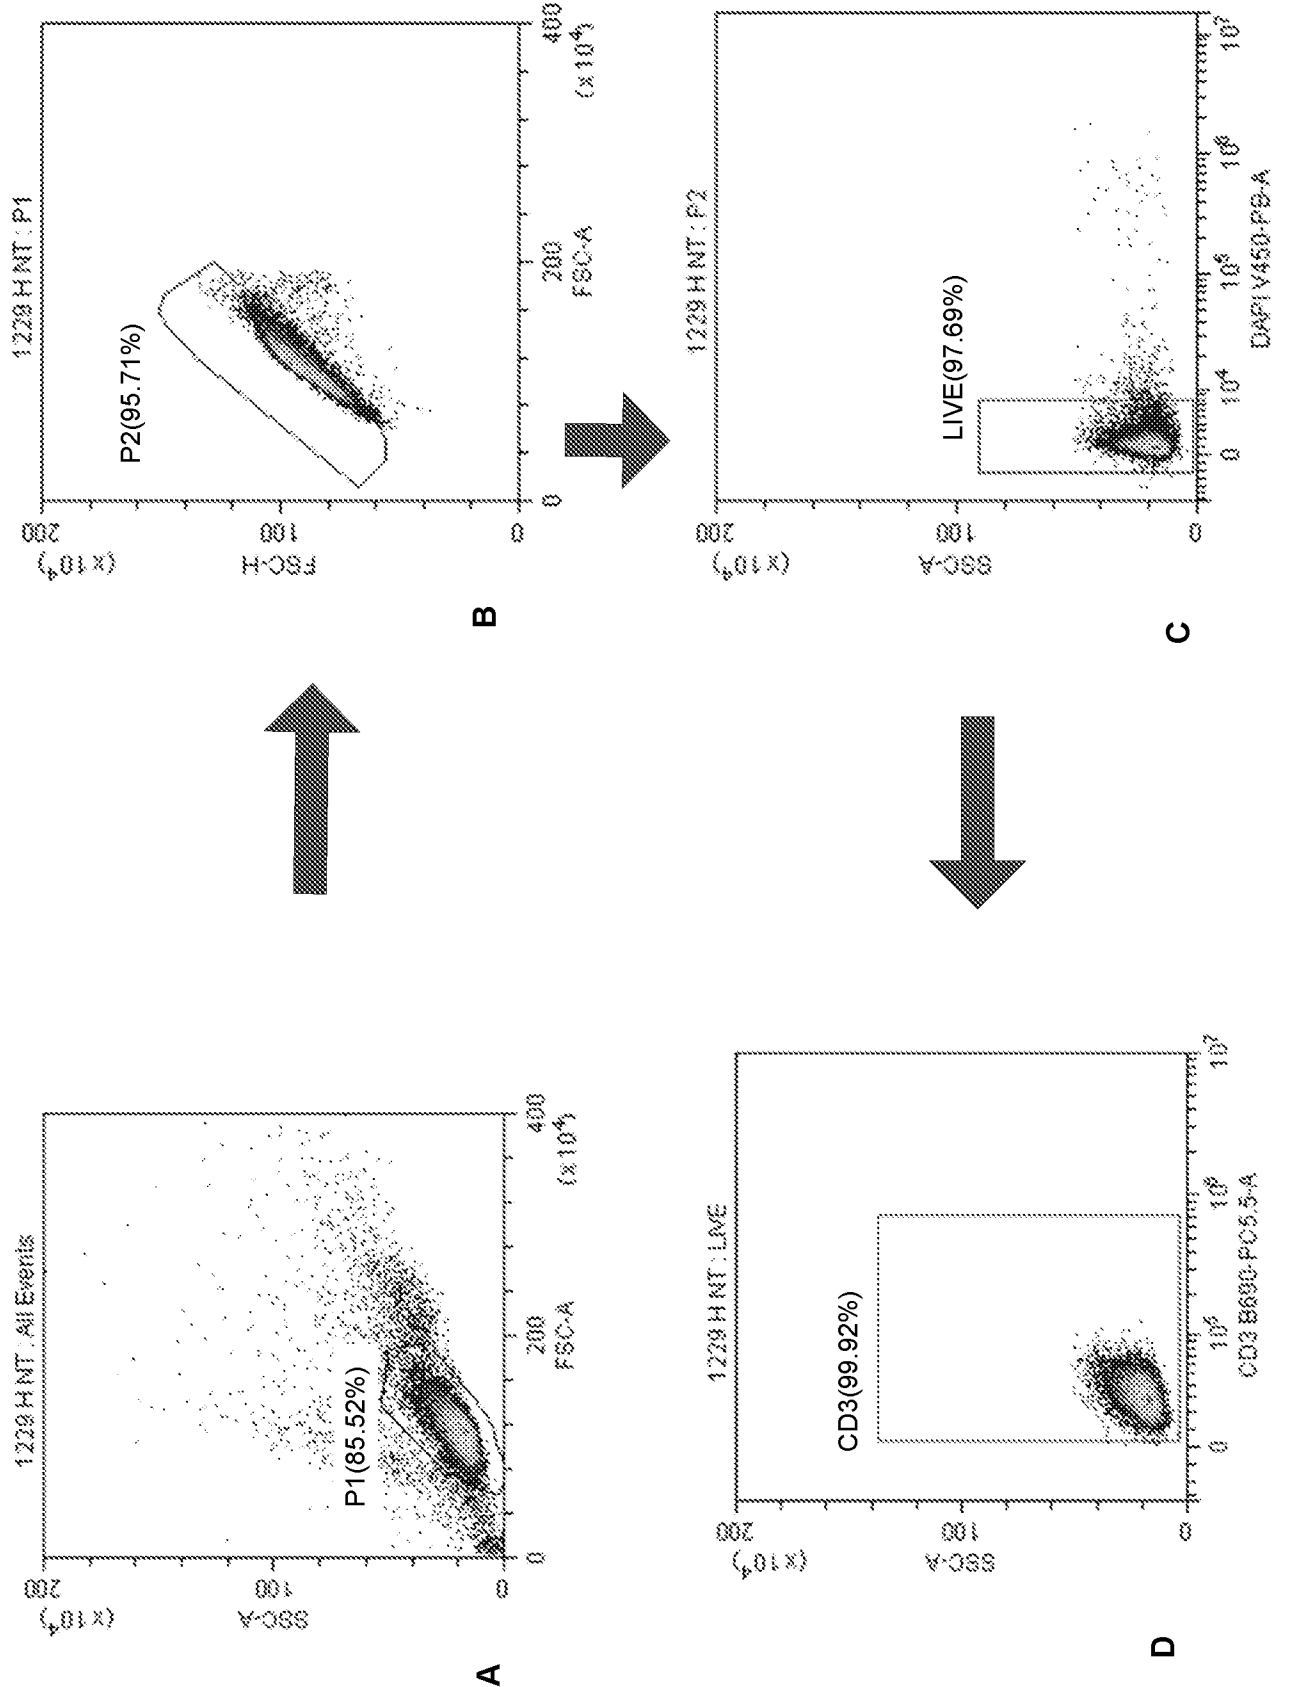 1229 H NT : All Events
(x10⁴)
200
100
0
SSC-A
P1(85.52%)
0 200 400
FSC-A (x10⁴)
A
1229 H NT : P1
(x10⁴)
200
100
0
FSC-H
P2(95.71%)
0 200 400
FSC-A (x10⁴)
B
1229 H NT : P2
(x10⁴)
200
100
0
SSC-A
LIVE(97.69%)
0 10⁴ 10⁵ 10⁶ 10⁷
DAPI V450-PB-A
C
1229 H NT : LIVE
(x10⁴)
200
100
0
SSC-A
CD3(99.92%)
0 10⁵ 10⁶ 10⁷
CD3 B690-PC5.5-A
D